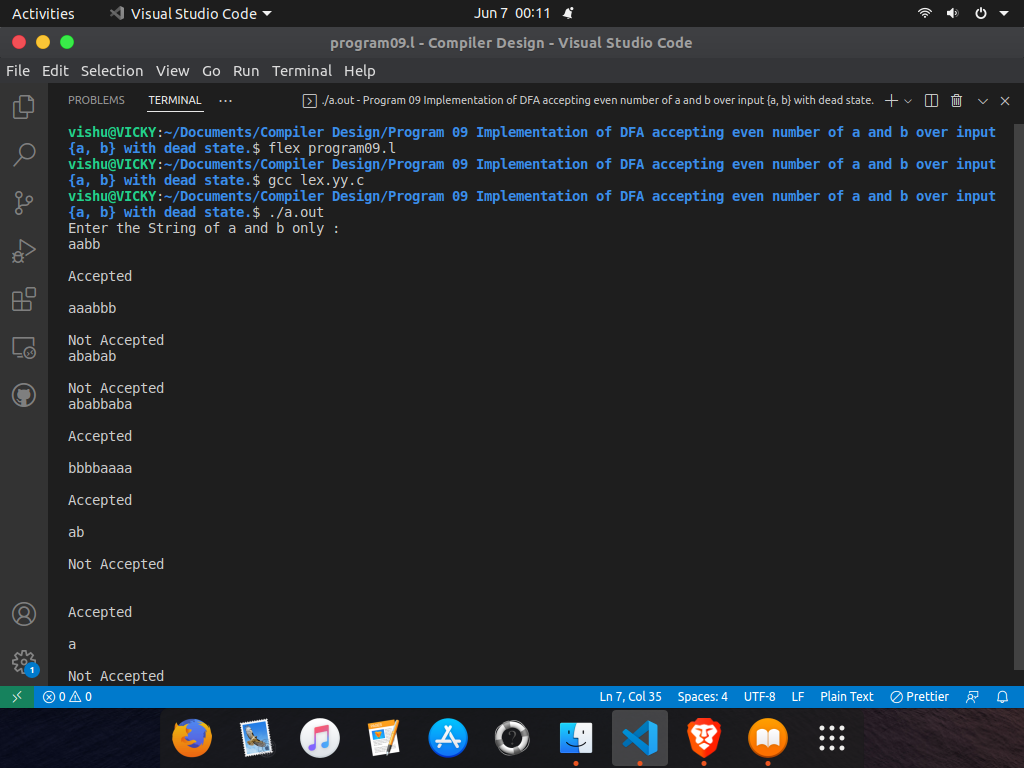 Activities
Visual Studio Code
Jun 7 00:11
program09.l - Compiler Design - Visual Studio Code
File Edit Selection View Go Run Terminal Help
PROBLEMS TERMINAL ··· ./a.out - Program 09 Implementation of DFA accepting even number of a and b over input {a, b} with dead state.
vishu@VICKY:~/Documents/Compiler Design/Program 09 Implementation of DFA accepting even number of a and b over input
{a, b} with dead state.$ flex program09.l
vishu@VICKY:~/Documents/Compiler Design/Program 09 Implementation of DFA accepting even number of a and b over input
{a, b} with dead state.$ gcc lex.yy.c
vishu@VICKY:~/Documents/Compiler Design/Program 09 Implementation of DFA accepting even number of a and b over input
{a, b} with dead state.$ ./a.out
Enter the String of a and b only :
aabb
Accepted
aaabbb
Not Accepted
ababab
Not Accepted
ababbaba
Accepted
bbbbaaaa
Accepted
ab
Not Accepted
Accepted
a
Not Accepted
1
0 0 Ln 7, Col 35 Spaces: 4 UTF-8 LF Plain Text Prettier